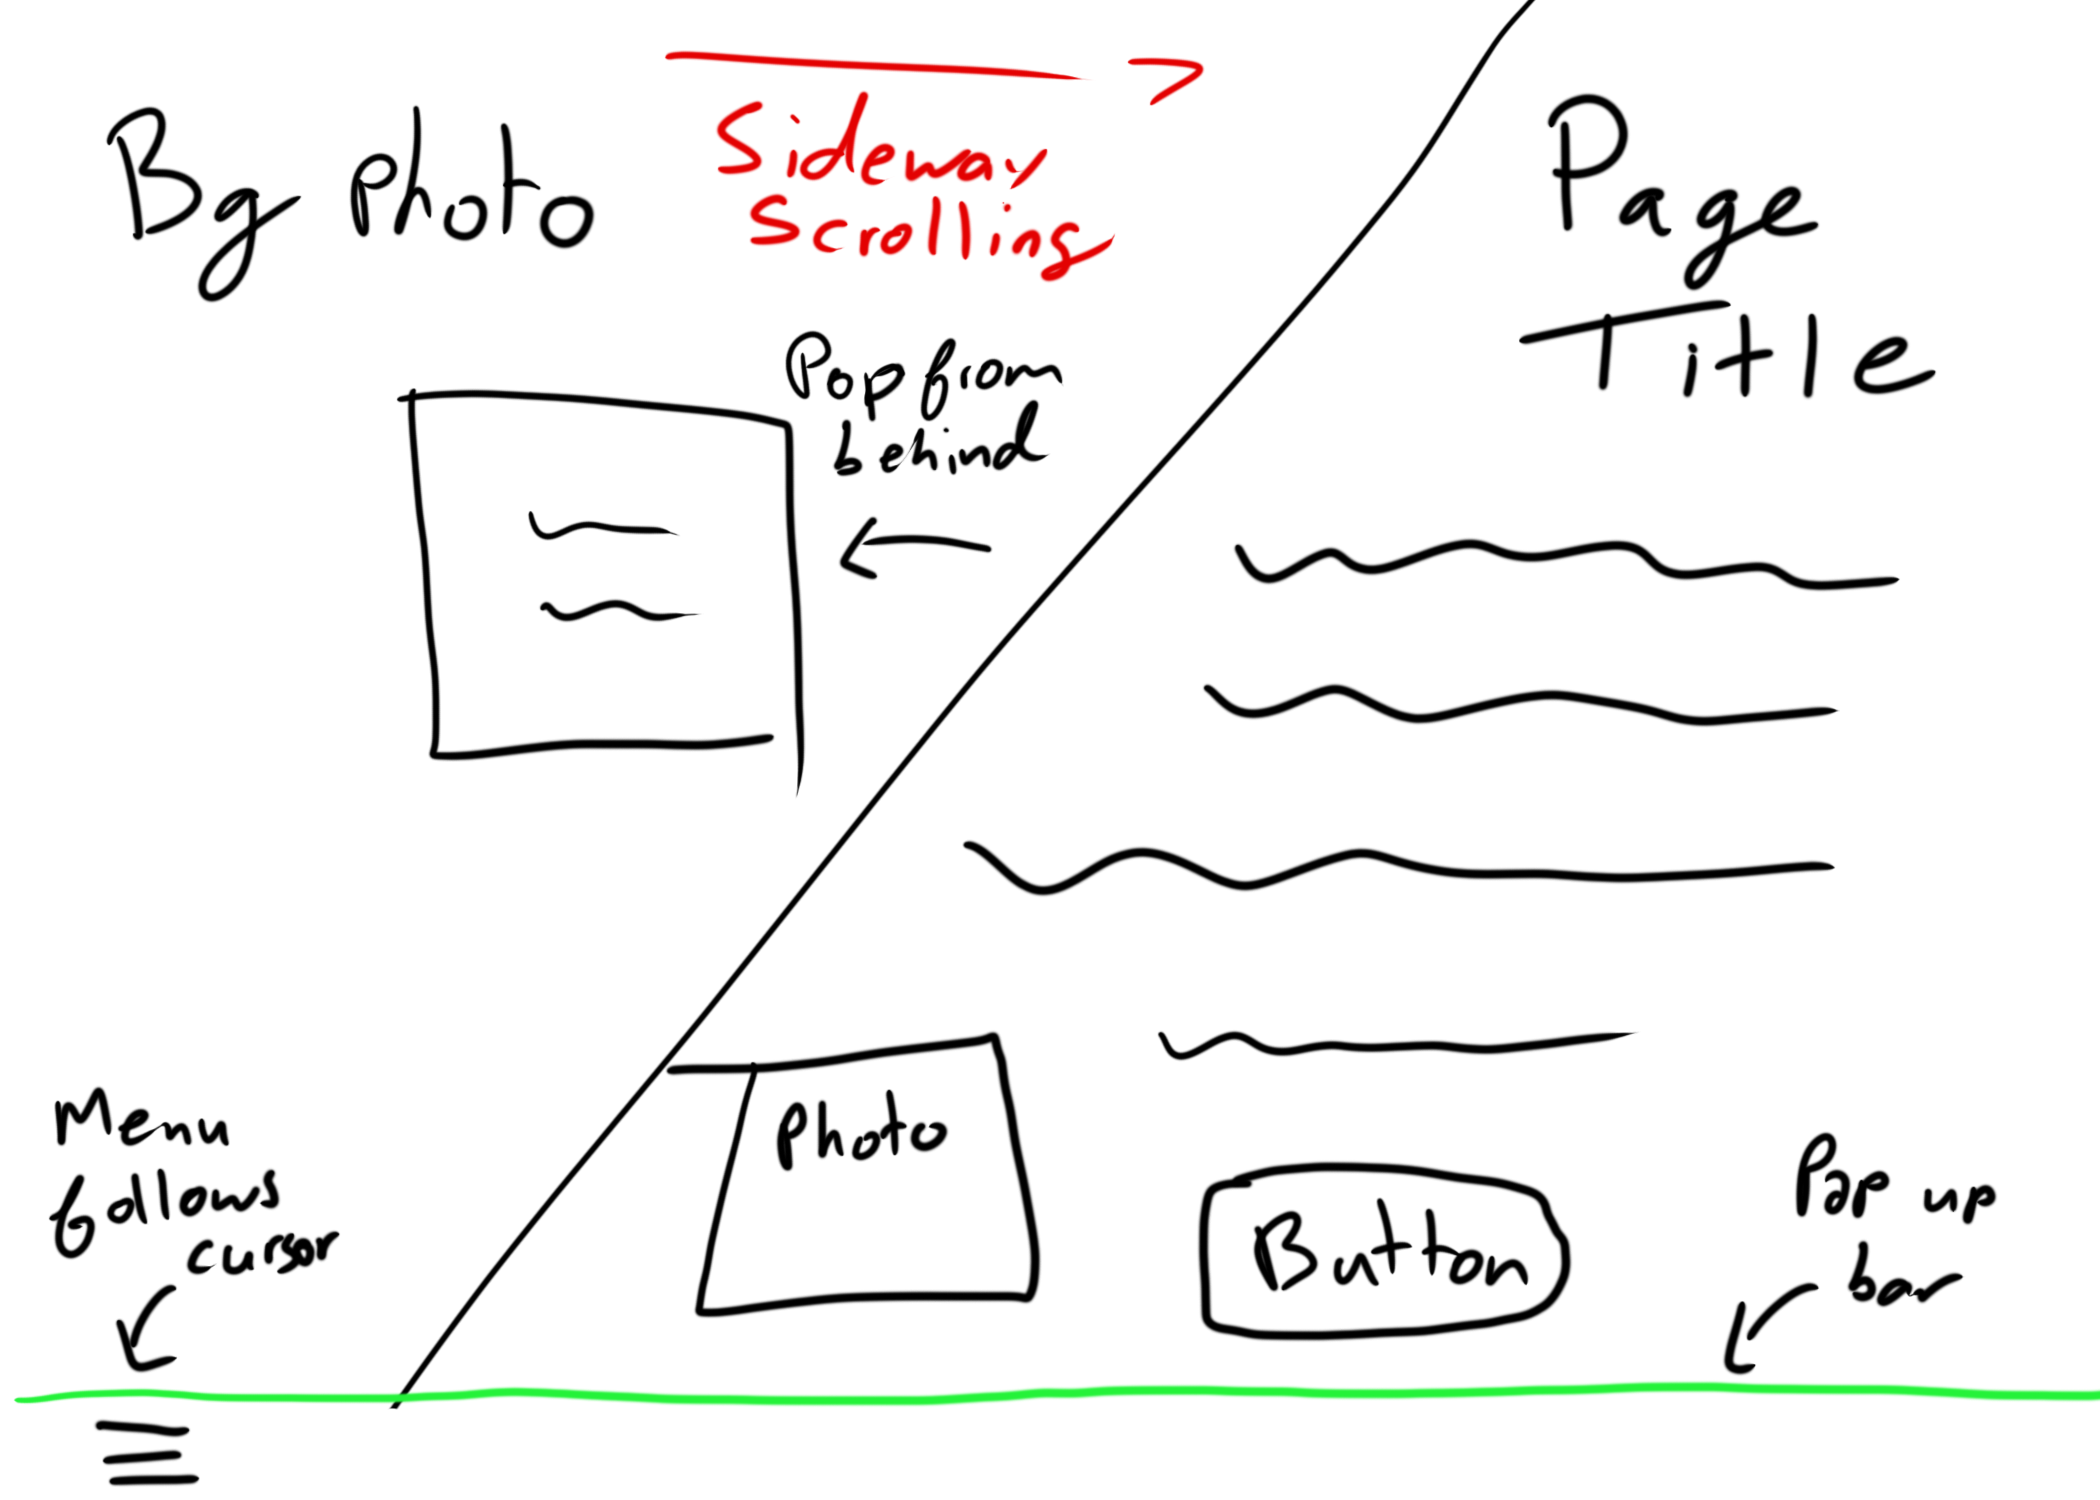 Bg Photo
Sideway
Scrolling
Page
Title
Pop from
behind
Photo
Button
Menu
follows
cursor
Pop up
bar